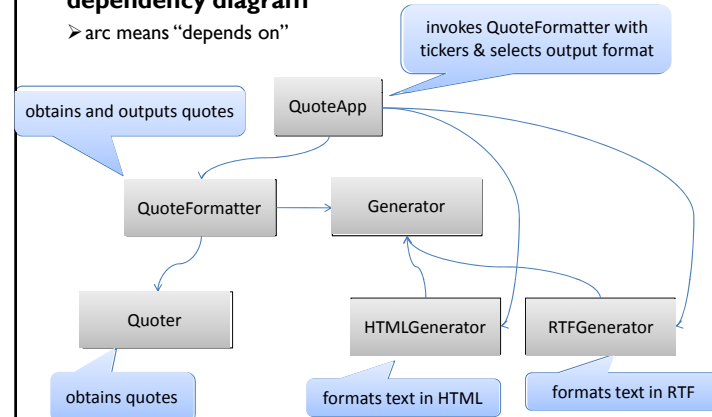 dependency diagram
➢ arc means “depends on”
invokes QuoteFormatter with
tickers & selects output format
obtains and outputs quotes
QuoteApp
QuoteFormatter
Generator
Quoter
HTMLGenerator
RTFGenerator
obtains quotes
formats text in HTML
formats text in RTF